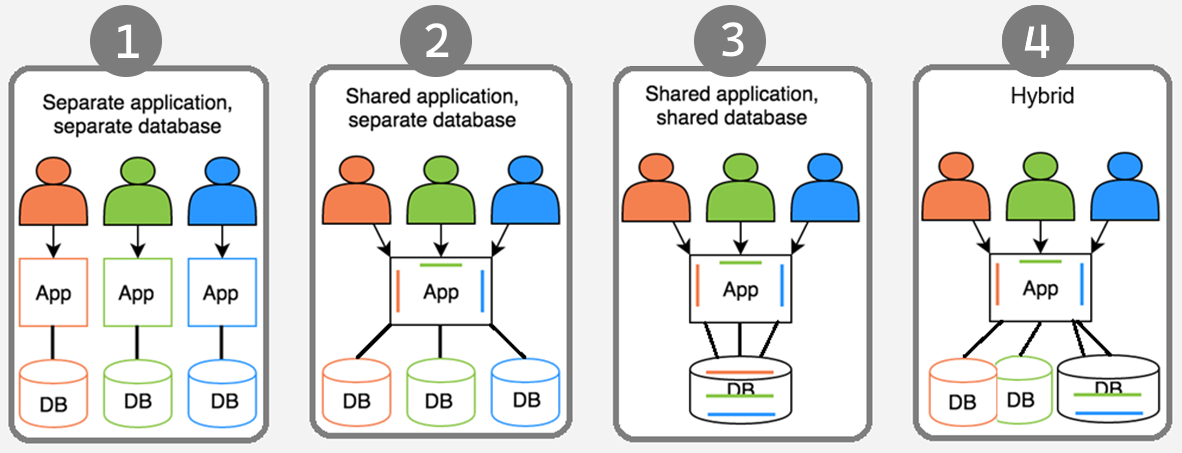 1
2
3
4
Separate application,
separate database
Shared application,
separate database
Shared application,
shared database
Hybrid
App
App
App
App
App
App
DB
DB
DB
DB
DB
DB
DB
DB
DB
DB